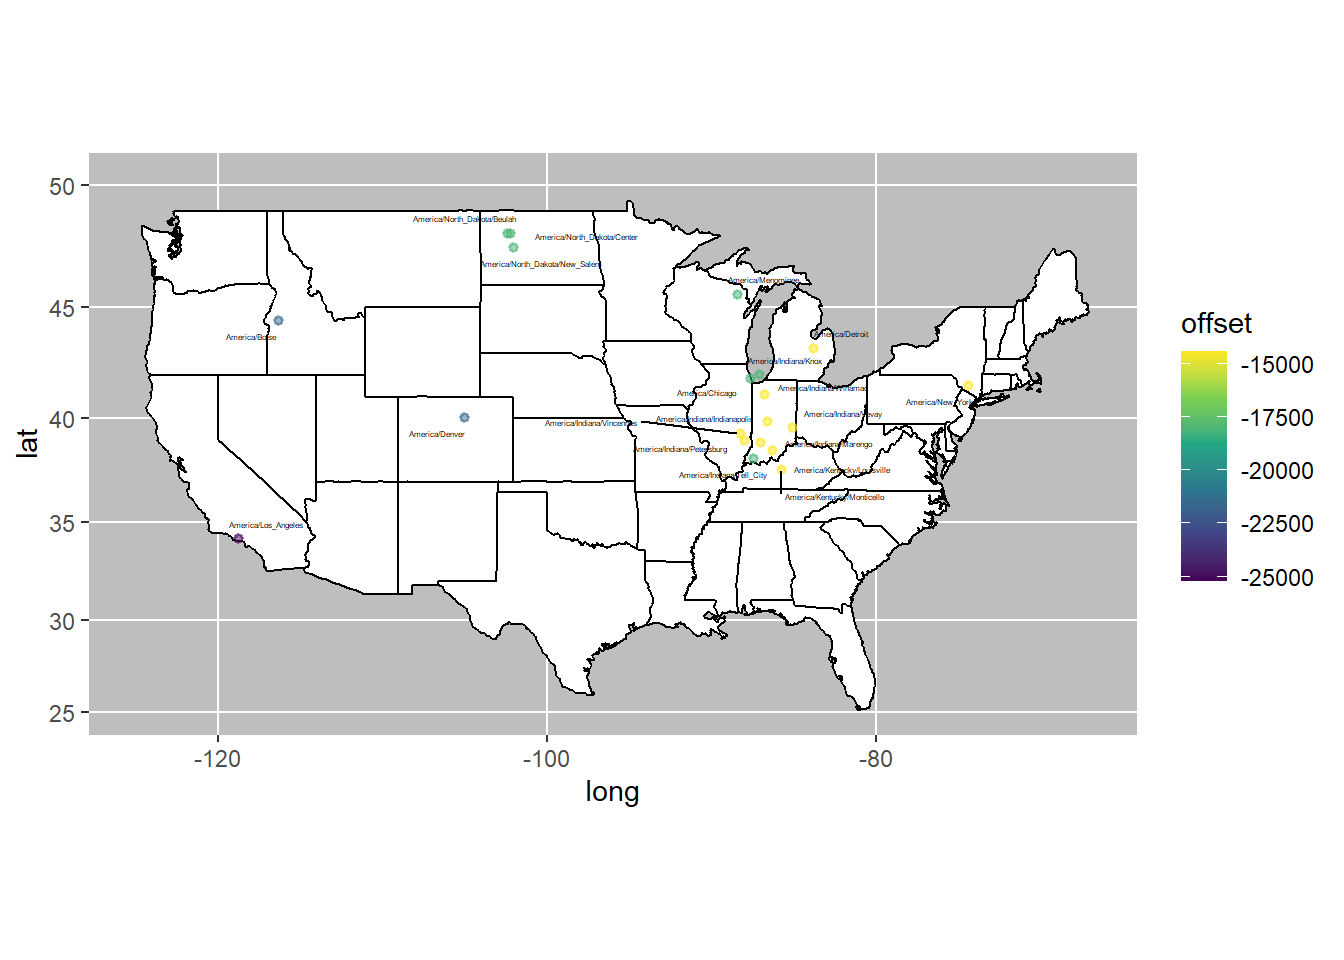 50
45
40
35
30
25
lat
America/North_Dakota/Beulah
America/North_Dakota/Center
America/North_Dakota/New_Salem
America/Menominee
America/Boise
America/Detroit
America/Indiana/Knox
America/Indiana/Winamac
America/Chicago
America/New_York
America/Indiana/Vevay
America/Indiana/Indianapolis
America/Indiana/Vincennes
America/Denver
America/Indiana/Marengo
America/Indiana/Petersburg
America/Kentucky/Louisville
America/Indiana/Tell_City
America/Kentucky/Monticello
America/Los_Angeles
-120
-100
-80
long
offset
-15000
-17500
-20000
-22500
-25000